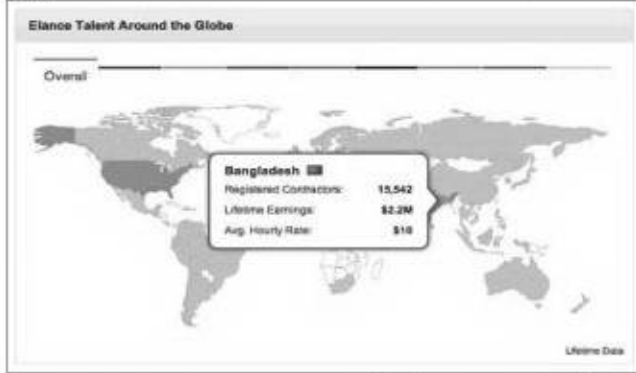 Elance Talent Around the Globe
Overall
Bangladesh
Registered Contractors: 15,542
Lifetime Earnings: $2.2M
Avg. Hourly Rate: $10
Lifetime Data